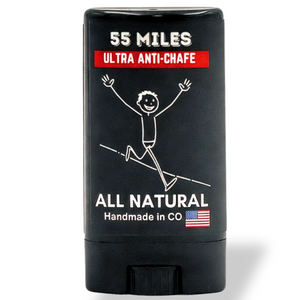 55 MILES
ULTRA ANTI-CHAFE
ALL NATURAL
Handmade in CO